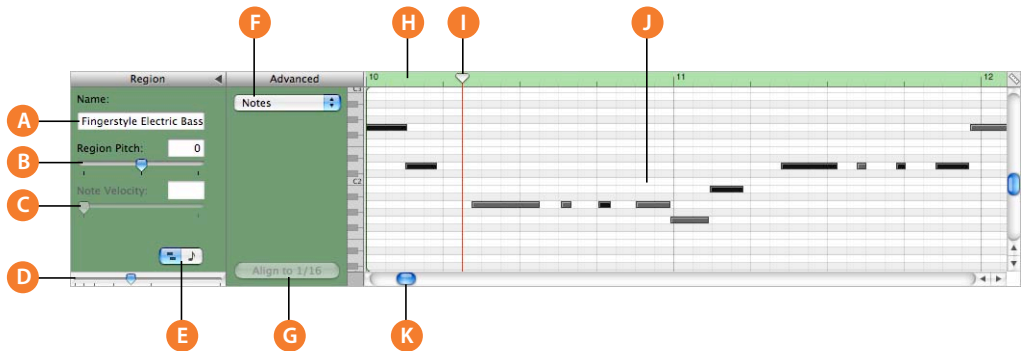 F H I J
Region Advanced 10 11 12
C3
Name: Notes
A Fingerstyle Electric Bass
Region Pitch: 0
B
C2
Note Velocity:
C
D Align to 1/16
E G K